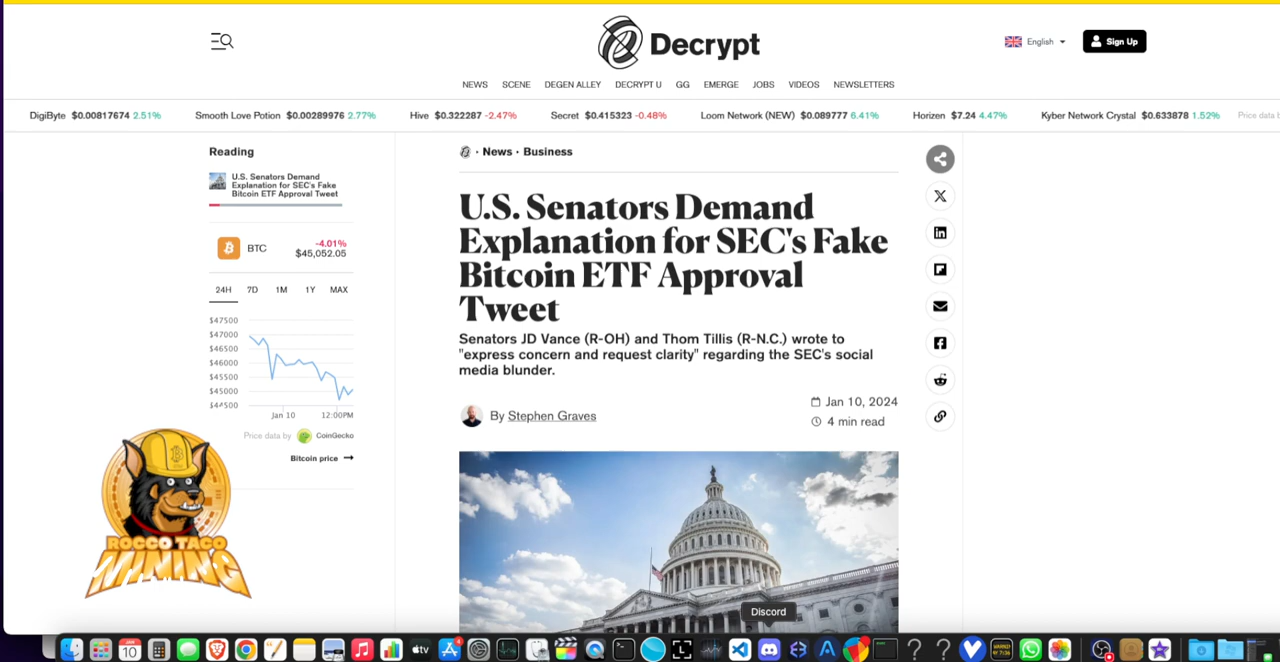 Decrypt
English
Sign Up
NEWS SCENE DEGEN ALLEY DECRYPT U GG EMERGE JOBS VIDEOS NEWSLETTERS
DigiByte $0.00817674 2.51% Smooth Love Potion $0.00289976 2.77% Hive $0.322287 -2.47% Secret $0.415323 -0.48% Loom Network (NEW) $0.089777 6.41% Horizen $7.24 4.47% Kyber Network Crystal $0.633878 1.52% Price data b
Reading
U.S. Senators Demand
Explanation for SEC's Fake
Bitcoin ETF Approval Tweet
BTC
-4.01%
$45,052.05
24H 7D 1M 1Y MAX
$47500
$47000
$46500
$46000
$45500
$45000
$44500
Jan 10 12:00PM
Price data by CoinGecko
Bitcoin price
ROCCO TACO
MINING
· News · Business
U.S. Senators Demand
Explanation for SEC's Fake
Bitcoin ETF Approval
Tweet
Senators JD Vance (R-OH) and Thom Tillis (R-N.C.) wrote to
"express concern and request clarity" regarding the SEC's social
media blunder.
By Stephen Graves
Jan 10, 2024
4 min read
Discord
JAN
10
tv
4